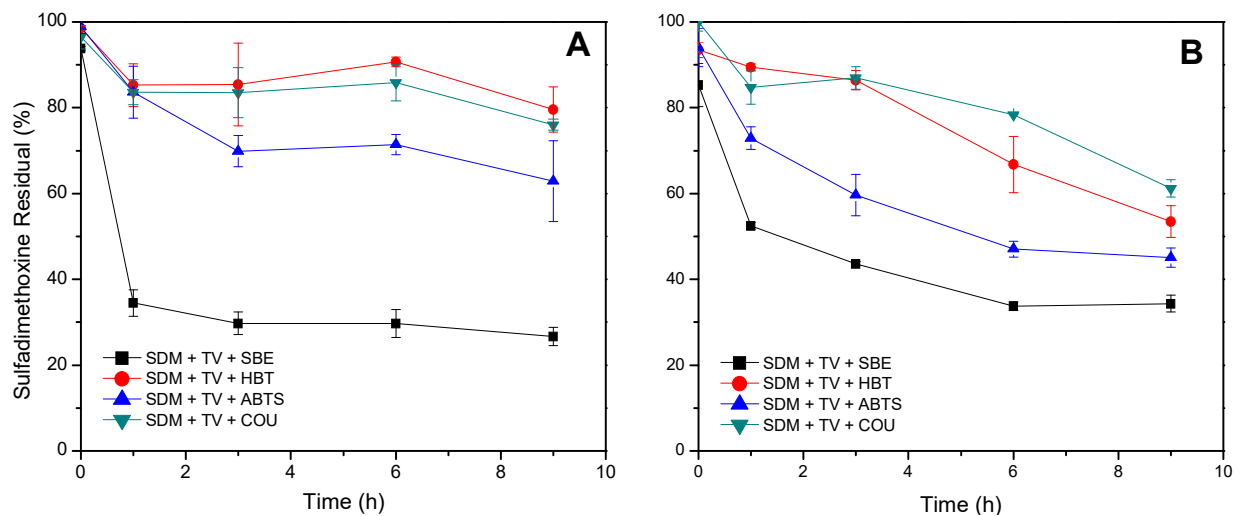 A
100
80
60
40
20
0
Sulfadimethoxine Residual (%)
SDM + TV + SBE
SDM + TV + HBT
SDM + TV + ABTS
SDM + TV + COU
0 2 4 6 8 10
Time (h)
B
100
80
60
40
20
0
SDM + TV + SBE
SDM + TV + HBT
SDM + TV + ABTS
SDM + TV + COU
0 2 4 6 8 10
Time (h)